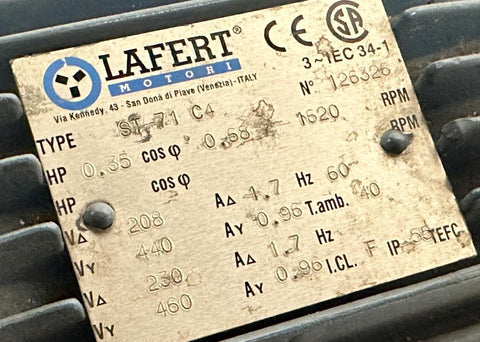 LAFERT®
MOTORI
CE SA
3~IEC 34-1
Via Kennedy, 43 - San Donà di Piave (Venezia) - ITALY
N° 126326
TYPE ST 71 C4
HP 0.35 COS φ 0.68 1620 RPM
HP COS φ RPM
V∆ 208 A∆ 1.7 Hz 60
VY 440 AY 0.96 T.amb. 40
V∆ 230 A∆ 1.7 Hz
VY 460 AY 0.96 I.CL. F IP 55 TEFC